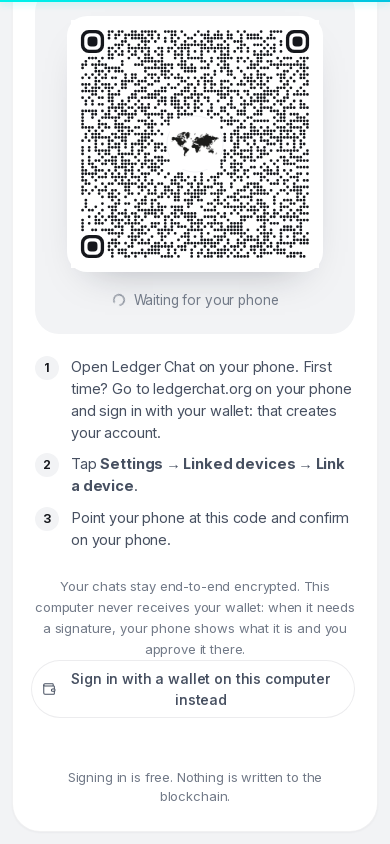 Waiting for your phone
1
Open Ledger Chat on your phone. First
time? Go to ledgerchat.org on your phone
and sign in with your wallet: that creates
your account.
2
Tap Settings → Linked devices → Link
a device.
3
Point your phone at this code and confirm
on your phone.
Your chats stay end-to-end encrypted. This
computer never receives your wallet: when it needs
a signature, your phone shows what it is and you
approve it there.
Sign in with a wallet on this computer
instead
Signing in is free. Nothing is written to the
blockchain.